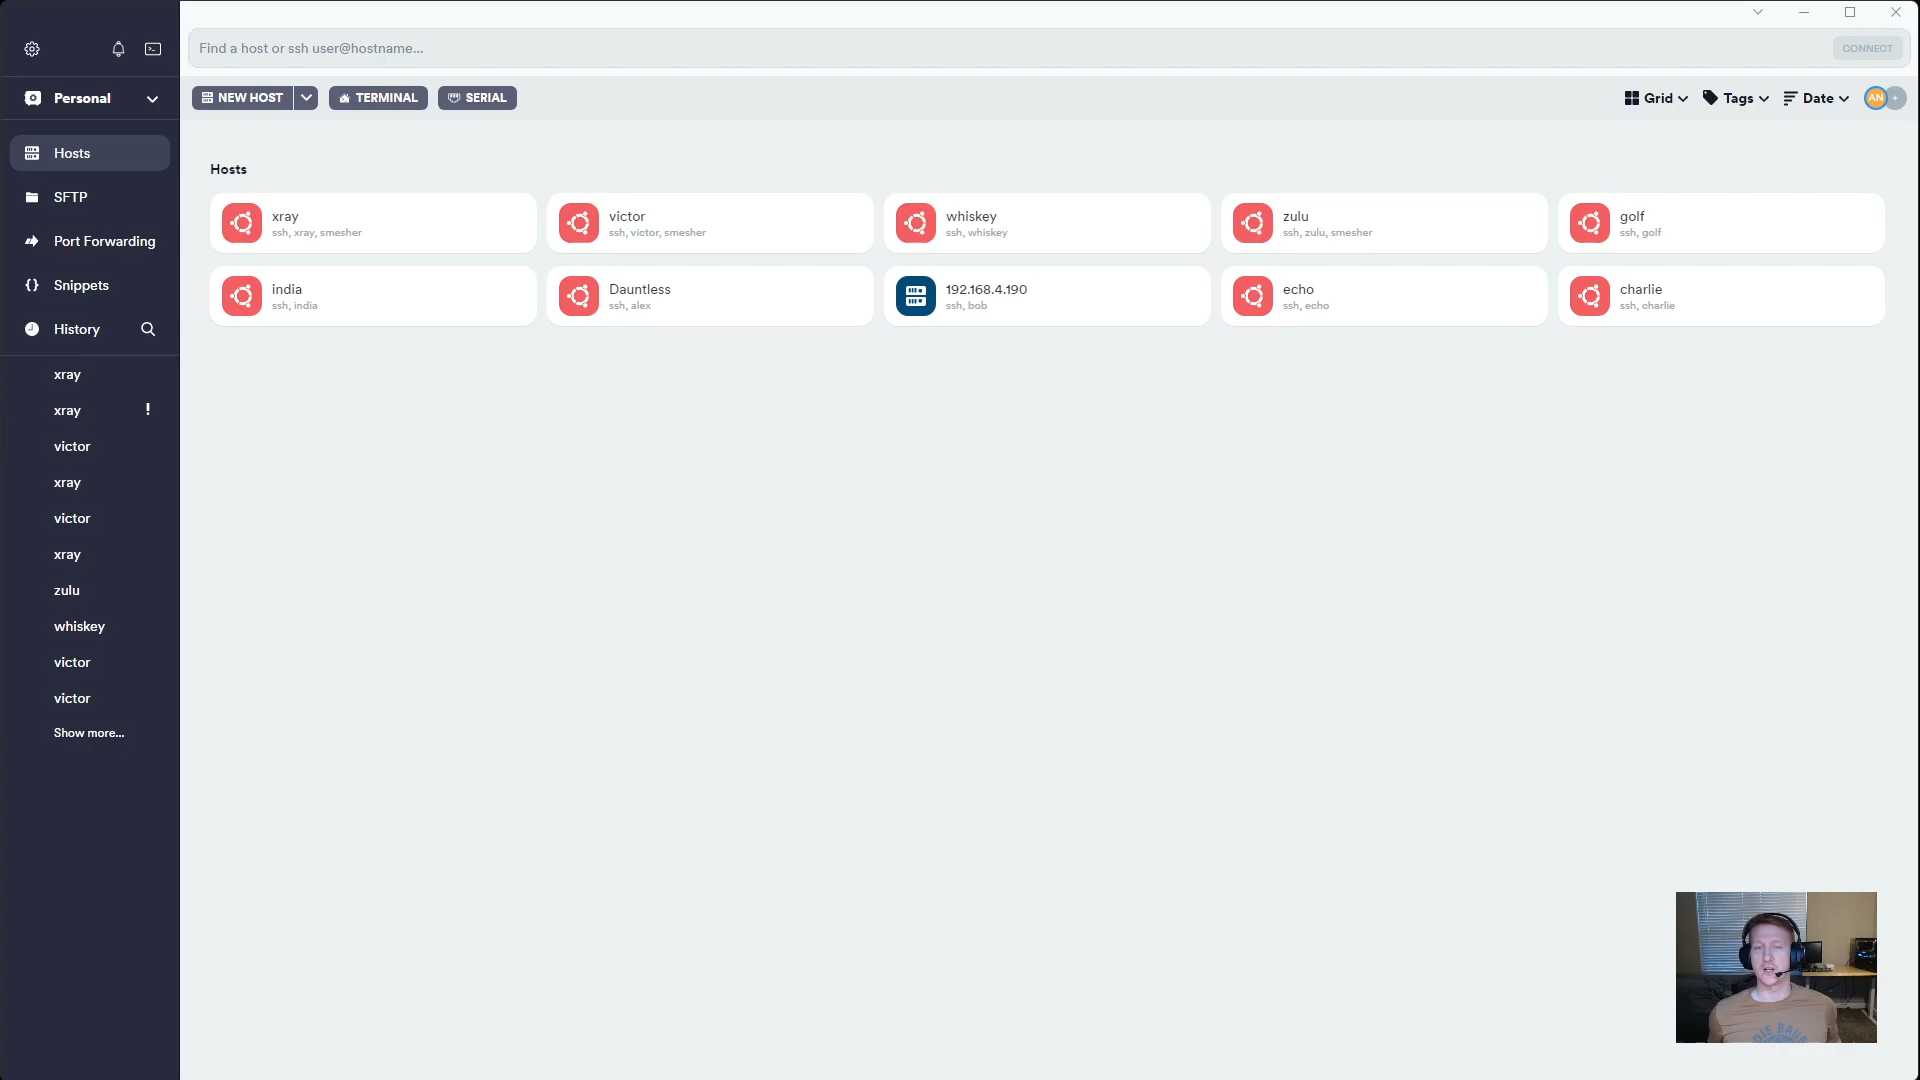 Find a host or ssh user@hostname...
CONNECT
Personal
NEW HOST
TERMINAL
SERIAL
Grid
Tags
Date
AN
+
Hosts
SFTP
Port Forwarding
Snippets
History
xray
xray
!
victor
xray
victor
xray
zulu
whiskey
victor
victor
Show more...
Hosts
xray
ssh, xray, smesher
victor
ssh, victor, smesher
whiskey
ssh, whiskey
zulu
ssh, zulu, smesher
golf
ssh, golf
india
ssh, india
Dauntless
ssh, alex
192.168.4.190
ssh, bob
echo
ssh, echo
charlie
ssh, charlie